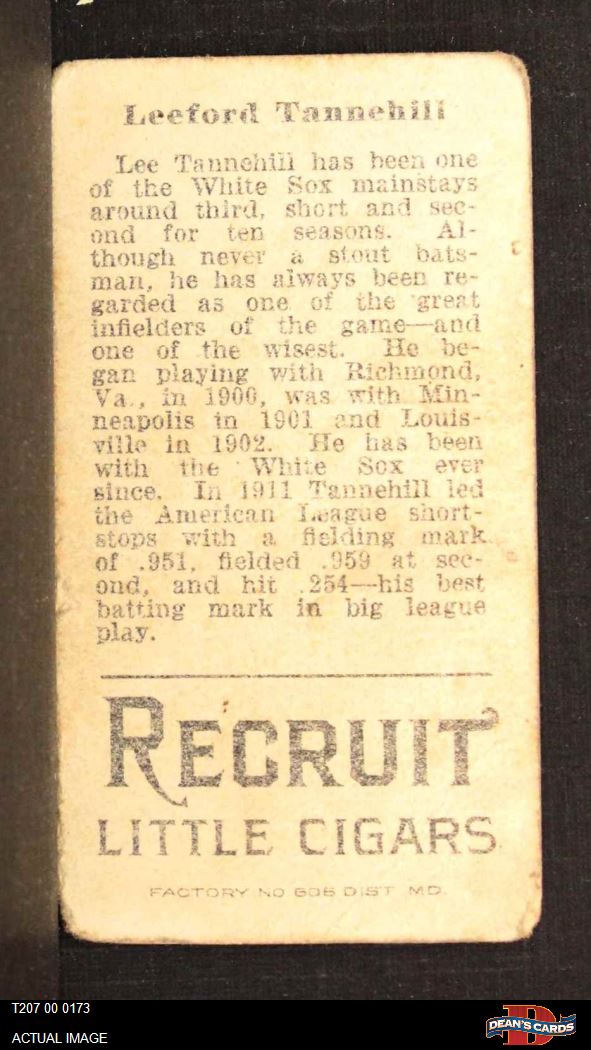 Leeford Tannehill
Lee Tannehill has been one
of the White Sox mainstays
around third, short and sec-
ond for ten seasons. Al-
though never a stout bats-
man, he has always been re-
garded as one of the great
infielders of the game—and
one of the wisest. He be-
gan playing with Richmond,
Va., in 1900, was with Min-
neapolis in 1901 and Louis-
ville in 1902. He has been
with the White Sox ever
since. In 1911 Tannehill led
the American League short-
stops with a fielding mark
of .951, fielded .959 at sec-
ond, and hit .254—his best
batting mark in big league
play.
RECRUIT
LITTLE CIGARS
FACTORY NO 606 DIST. MD.
T207 00 0173
ACTUAL IMAGE
D
DEAN'S CARDS